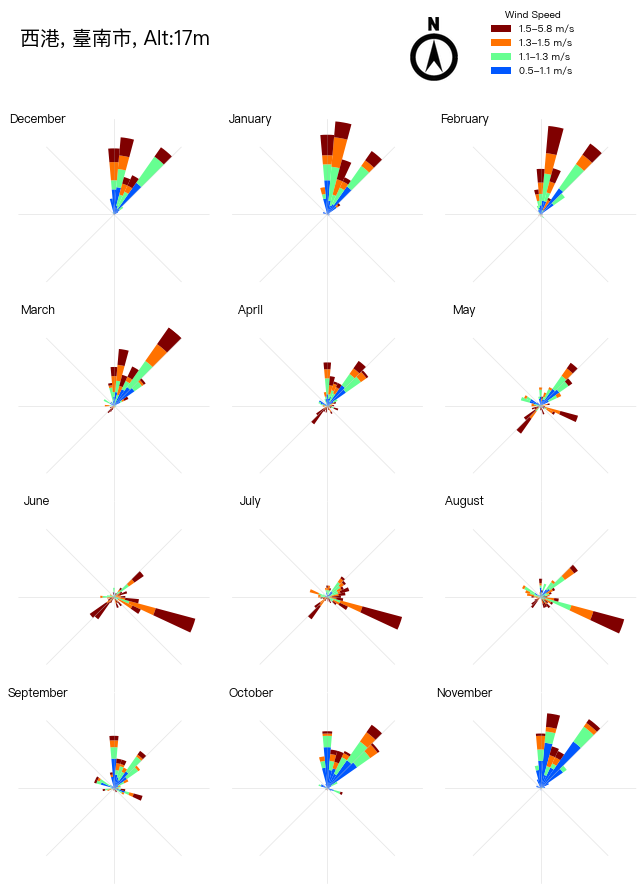 西港, 臺南市, Alt:17m
N
Wind Speed
1.5–5.8 m/s
1.3–1.5 m/s
1.1–1.3 m/s
0.5–1.1 m/s
December
January
February
March
April
May
June
July
August
September
October
November